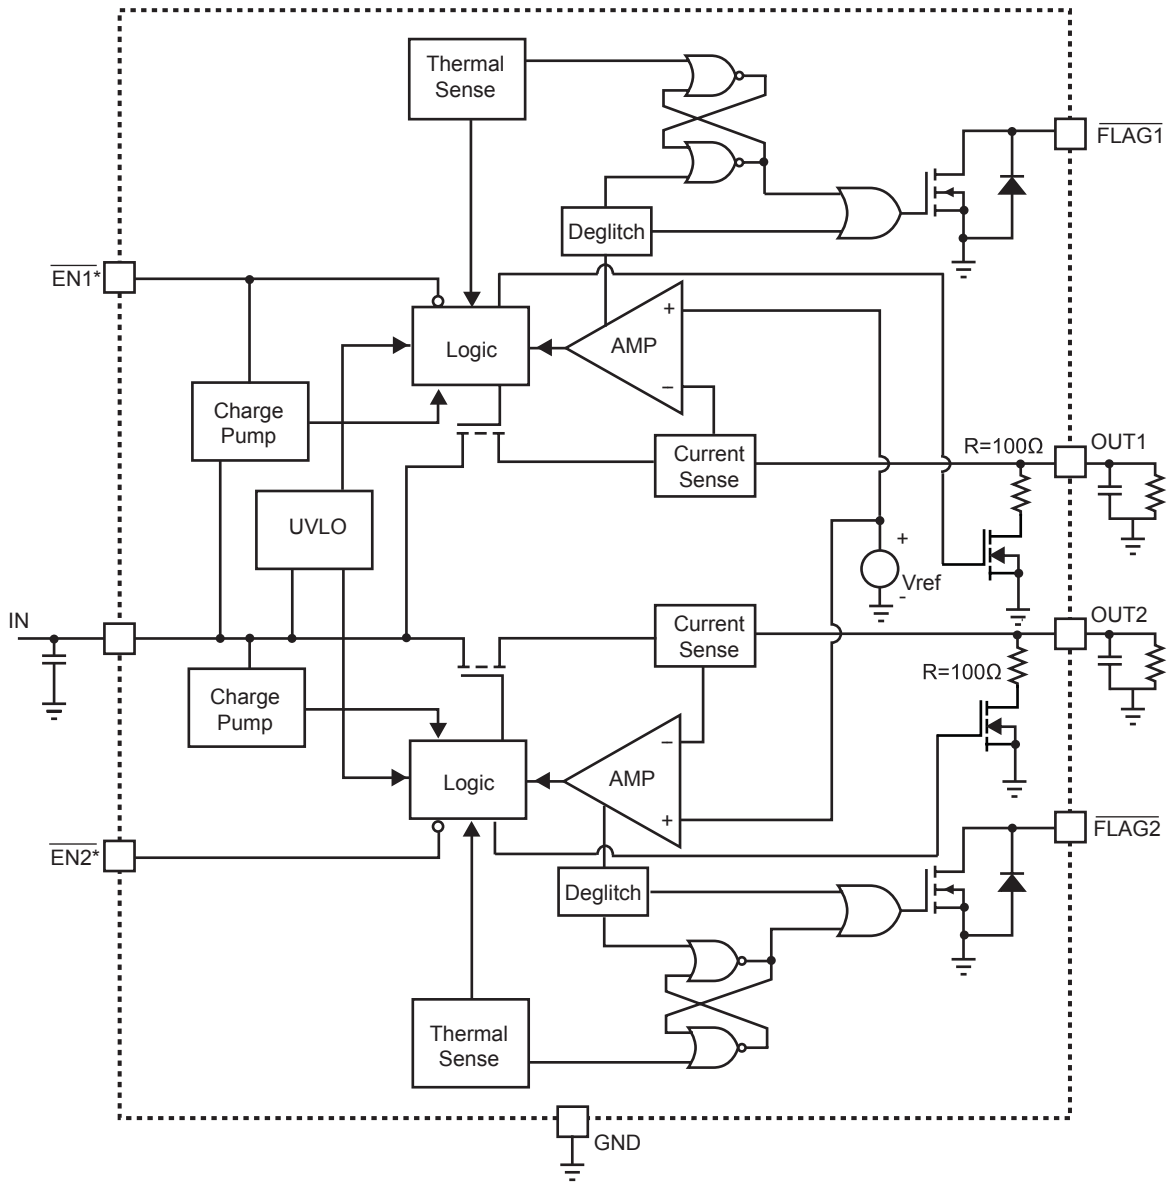 Thermal
Sense
FLAG1
Deglitch
EN1*
+
Logic
AMP
−
Charge
Pump
R=100Ω
OUT1
Current
Sense
UVLO
+
Vref
-
IN
OUT2
Current
Sense
R=100Ω
Charge
Pump
−
Logic
AMP
+
FLAG2
EN2*
Deglitch
Thermal
Sense
GND